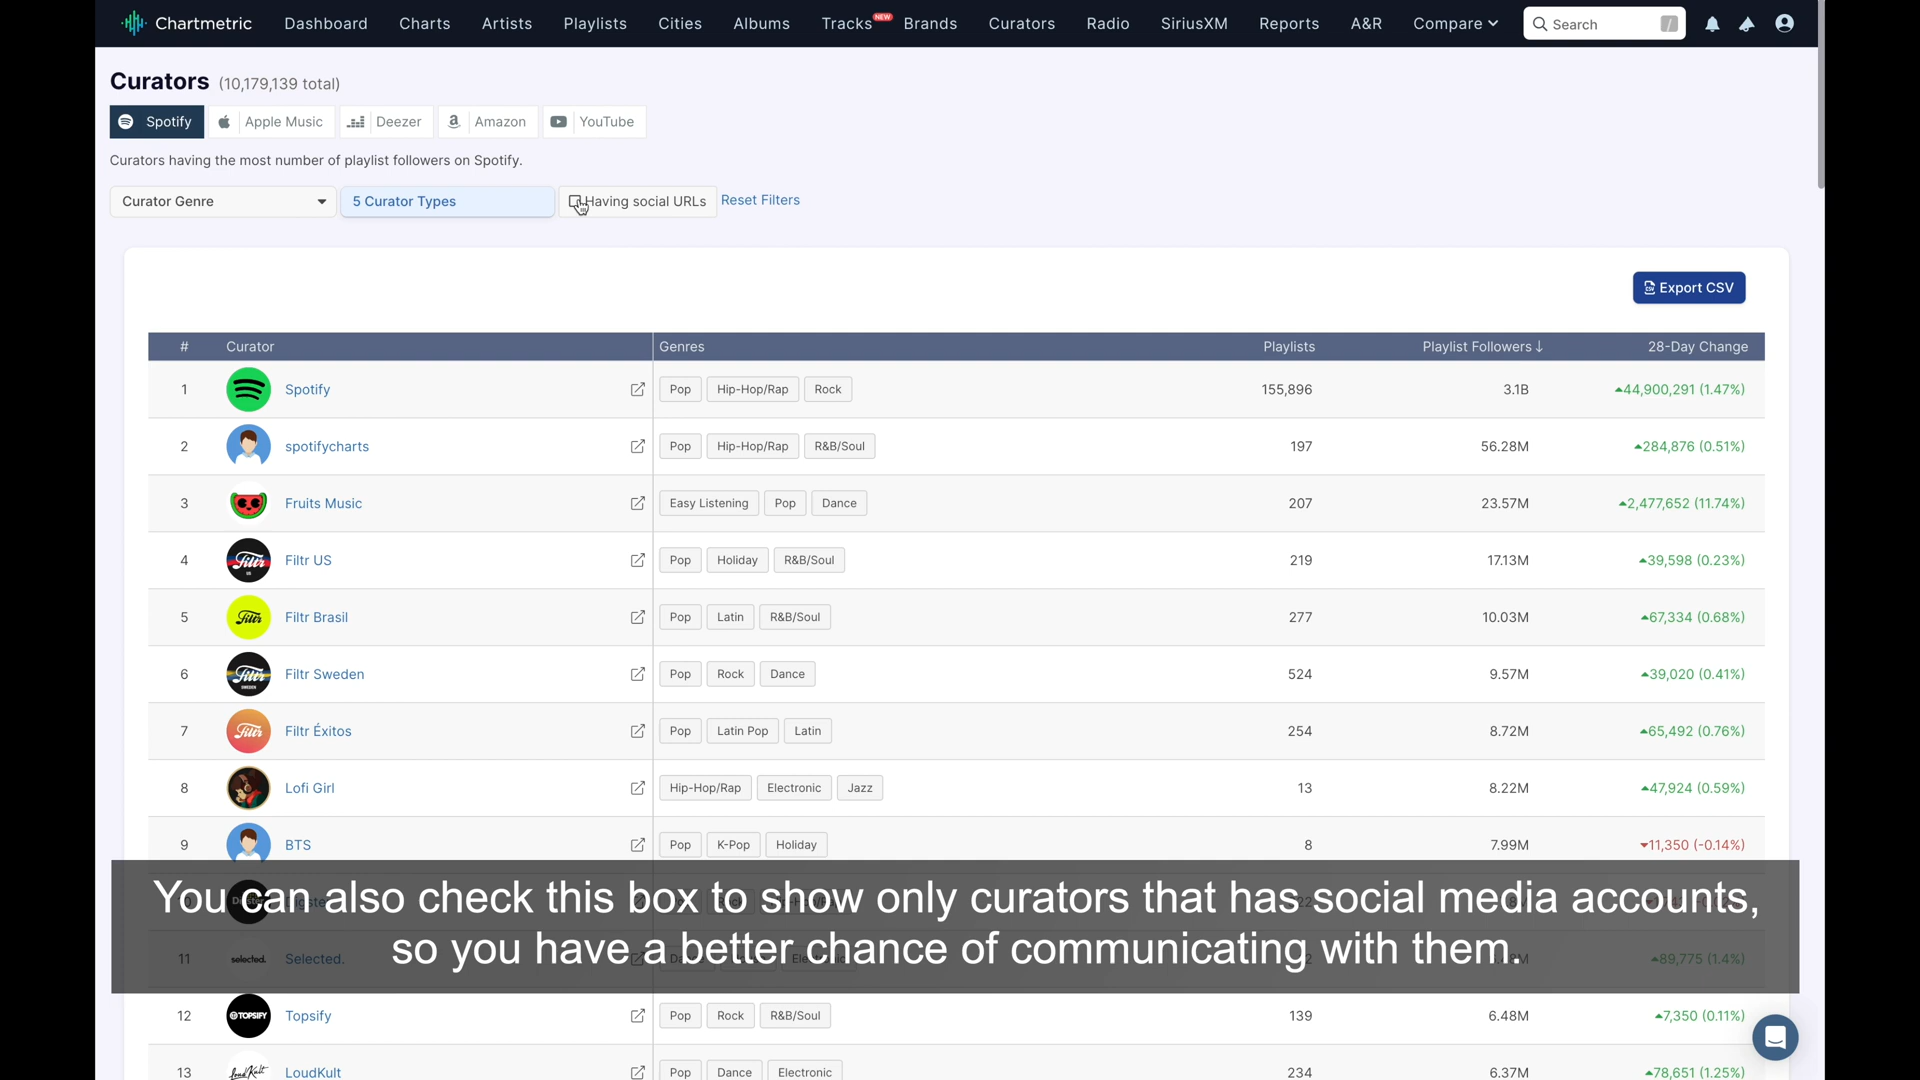 Chartmetric Dashboard Charts Artists Playlists Cities Albums Tracks NEW Brands Curators Radio SiriusXM Reports A&R Compare Search /
Curators (10,179,139 total)
Spotify Apple Music Deezer Amazon YouTube
Curators having the most number of playlist followers on Spotify.
Curator Genre 5 Curator Types Having social URLs Reset Filters
Export CSV
# Curator Genres Playlists Playlist Followers ↓ 28-Day Change
1 Spotify Pop Hip-Hop/Rap Rock 155,896 3.1B 44,900,291 (1.47%)
2 spotifycharts Pop Hip-Hop/Rap R&B/Soul 197 56.28M 284,876 (0.51%)
3 Fruits Music Easy Listening Pop Dance 207 23.57M 2,477,652 (11.74%)
4 Filtr US Pop Holiday R&B/Soul 219 17.13M 39,598 (0.23%)
5 Filtr Brasil Pop Latin R&B/Soul 277 10.03M 67,334 (0.68%)
6 Filtr Sweden Pop Rock Dance 524 9.57M 39,020 (0.41%)
7 Filtr Éxitos Pop Latin Pop Latin 254 8.72M 65,492 (0.76%)
8 Lofi Girl Hip-Hop/Rap Electronic Jazz 13 8.22M 47,924 (0.59%)
9 BTS Pop K-Pop Holiday 8 7.99M 11,350 (-0.14%)
You can also check this box to show only curators that has social media accounts,
so you have a better chance of communicating with them.
11 selected. Selected. 89,775 (1.4%)
12 TOPSIFY Topsify Pop Rock R&B/Soul 139 6.48M 7,350 (0.11%)
13 LoudKult LoudKult Pop Dance Electronic 234 6.37M 78,651 (1.25%)